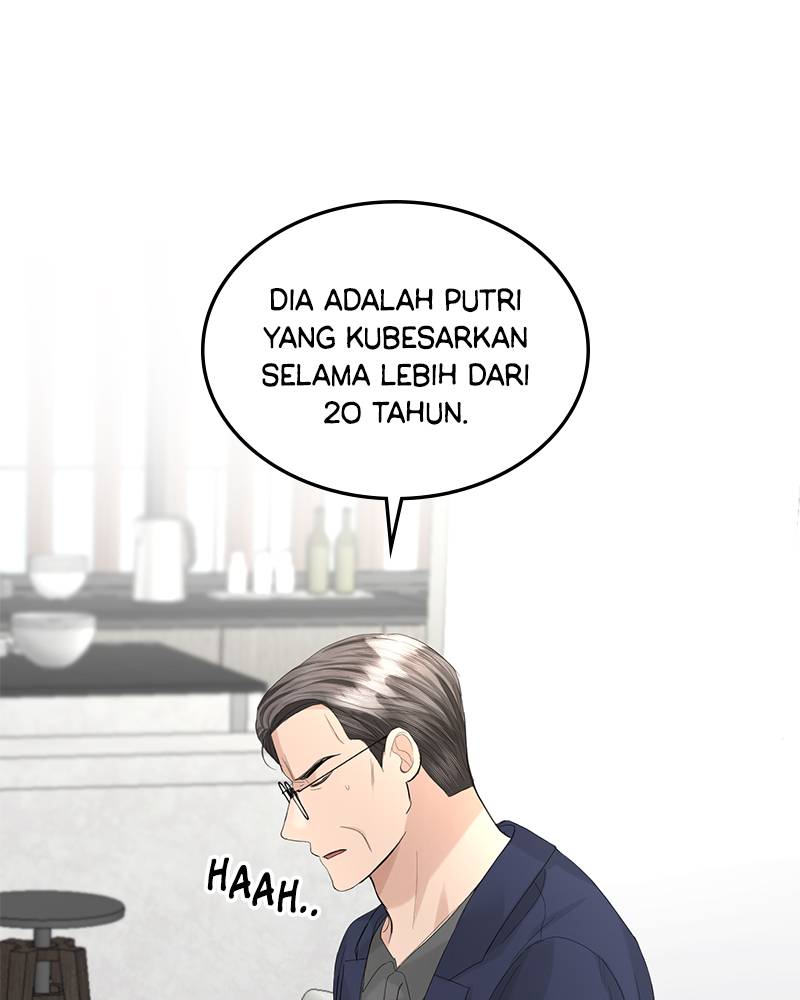 DIA ADALAH PUTRI
YANG KUBESARKAN
SELAMA LEBIH DARI
20 TAHUN.
HAAH..